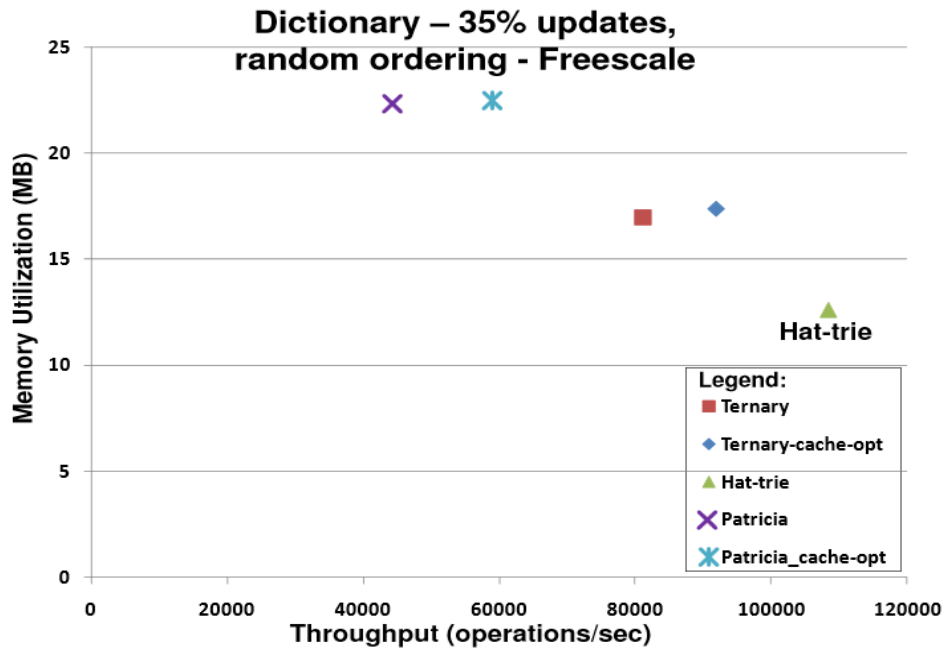 Dictionary – 35% updates,
random ordering - Freescale
Memory Utilization (MB)
25
20
15
10
5
0
Hat-trie
Legend:
Ternary
Ternary-cache-opt
Hat-trie
Patricia
Patricia_cache-opt
0 20000 40000 60000 80000 100000 120000
Throughput (operations/sec)